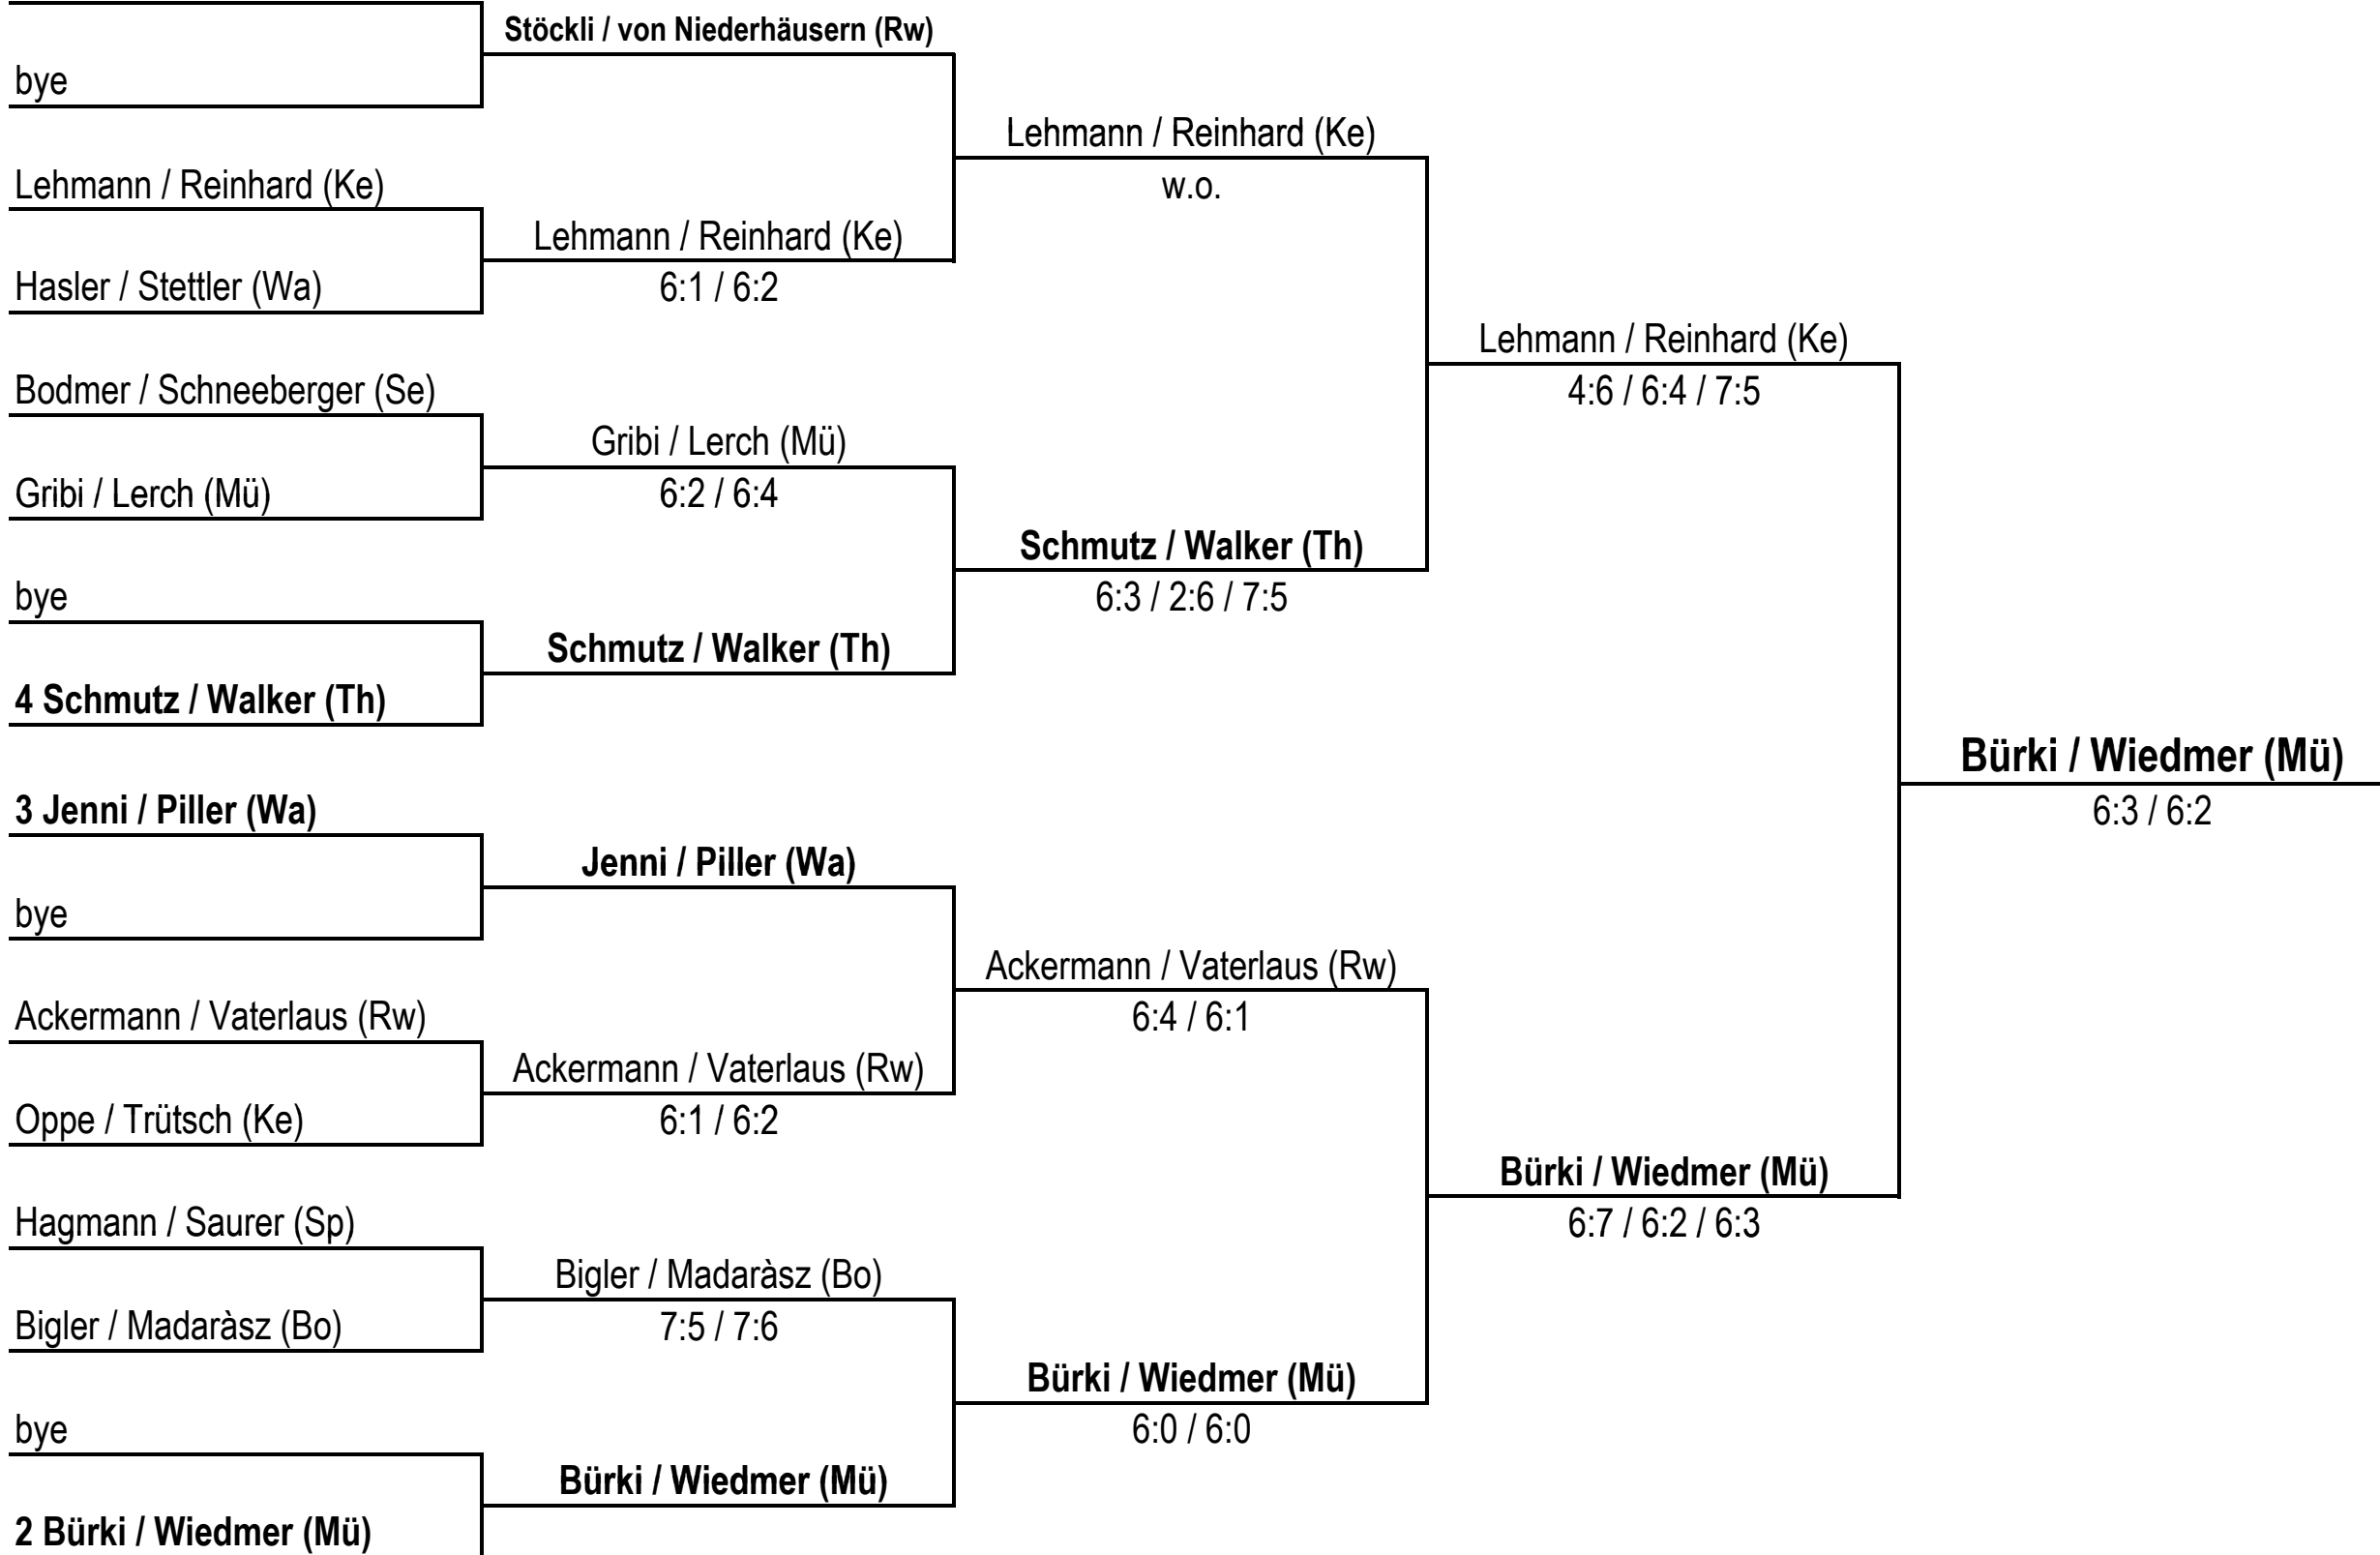 Stöckli / von Niederhäusern (Rw)
bye
Lehmann / Reinhard (Ke)
Lehmann / Reinhard (Ke)
w.o.
Lehmann / Reinhard (Ke)
Hasler / Stettler (Wa)
6:1 / 6:2
Lehmann / Reinhard (Ke)
Bodmer / Schneeberger (Se)
4:6 / 6:4 / 7:5
Gribi / Lerch (Mü)
Gribi / Lerch (Mü)
6:2 / 6:4
Schmutz / Walker (Th)
bye
6:3 / 2:6 / 7:5
Schmutz / Walker (Th)
4 Schmutz / Walker (Th)
Bürki / Wiedmer (Mü)
3 Jenni / Piller (Wa)
6:3 / 6:2
Jenni / Piller (Wa)
bye
Ackermann / Vaterlaus (Rw)
Ackermann / Vaterlaus (Rw)
6:4 / 6:1
Ackermann / Vaterlaus (Rw)
Oppe / Trütsch (Ke)
6:1 / 6:2
Bürki / Wiedmer (Mü)
Hagmann / Saurer (Sp)
6:7 / 6:2 / 6:3
Bigler / Madaràsz (Bo)
Bigler / Madaràsz (Bo)
7:5 / 7:6
Bürki / Wiedmer (Mü)
bye
6:0 / 6:0
Bürki / Wiedmer (Mü)
2 Bürki / Wiedmer (Mü)